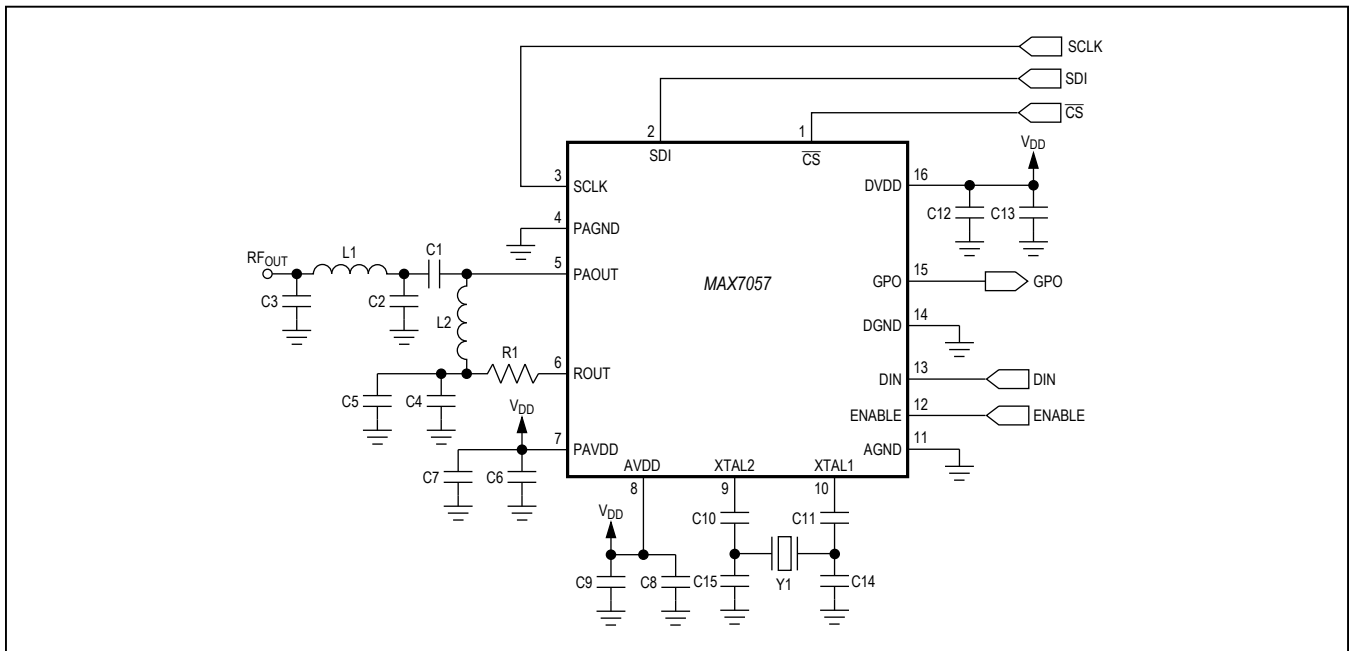 SCLK
SDI
C̅S̅
2
1
SDI
C̅S̅
VDD
3
SCLK
DVDD
16
C12
C13
4
PAGND
RFOUT
L1
C1
5
PAOUT
MAX7057
GPO
15
GPO
C3
C2
L2
DGND
14
R1
6
ROUT
DIN
13
DIN
C5
C4
VDD
ENABLE
12
ENABLE
7
PAVDD
AGND
11
C7
C6
AVDD
XTAL2
XTAL1
8
9
10
VDD
C10
C11
C9
C8
C15
Y1
C14